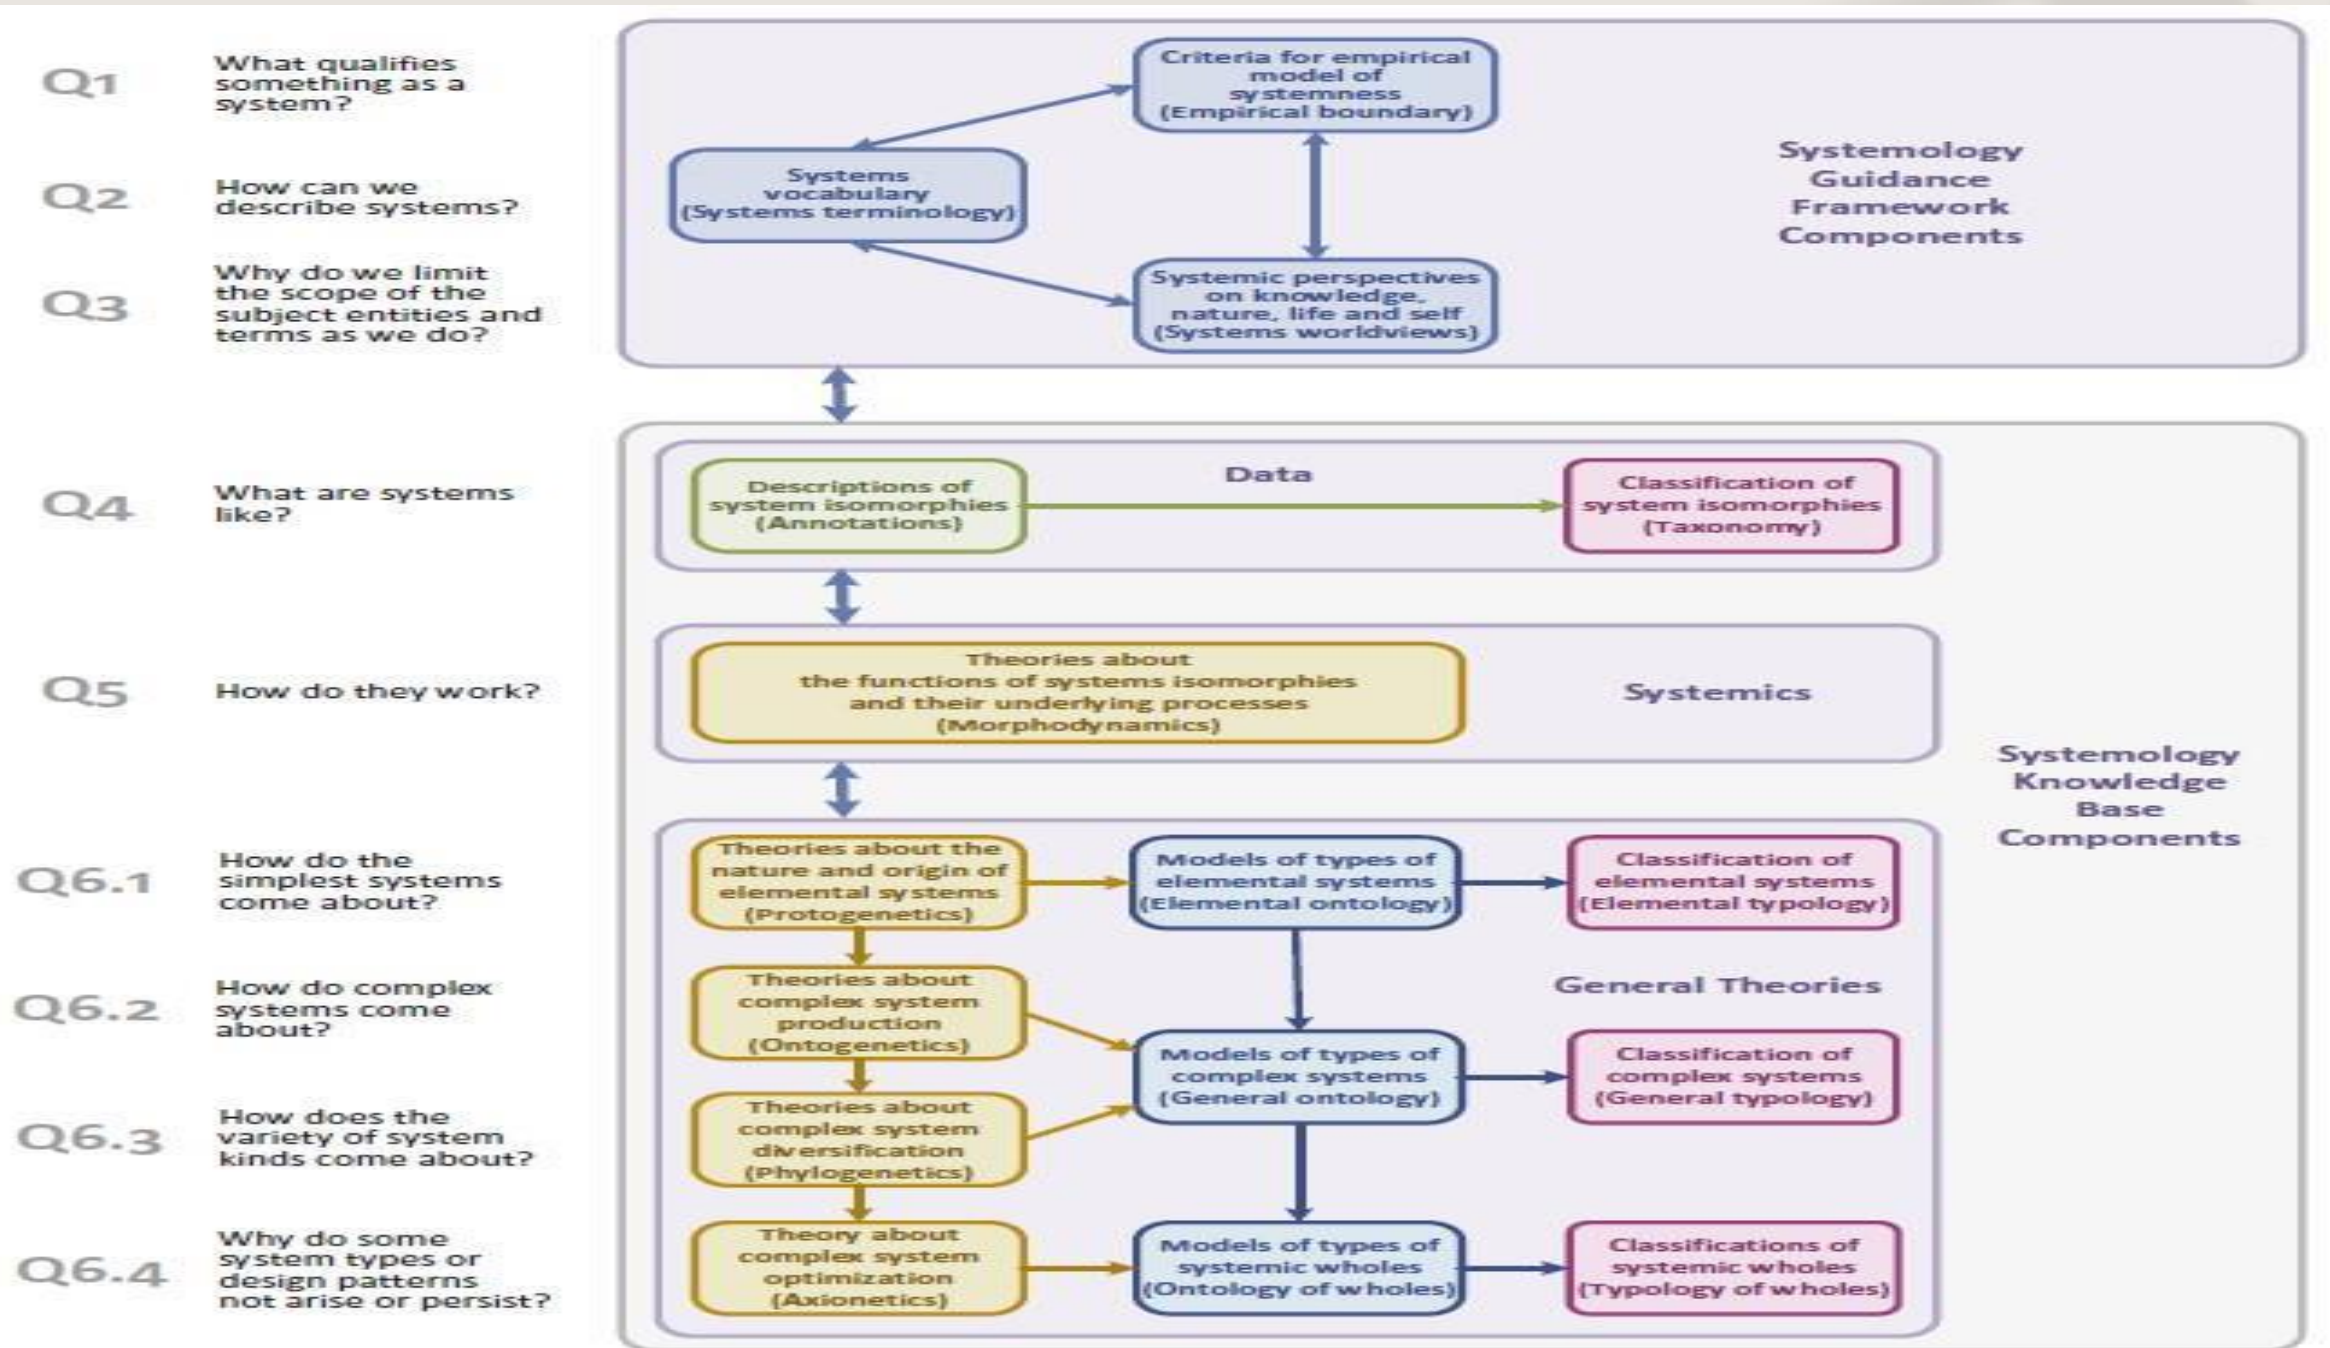 Q1
What qualifies
something as a
system?
Q2
How can we
describe systems?
Q3
Why do we limit
the scope of the
subject entities and
terms as we do?
Criteria for empirical
model of
systemness
(Empirical boundary)
Systems
vocabulary
(Systems terminology)
Systemic perspectives
on knowledge,
nature, life and self
(Systems worldviews)
Systemology
Guidance
Framework
Components
Q4
What are systems
like?
Descriptions of
system isomorphies
(Annotations)
Data
Classification of
system isomorphies
(Taxonomy)
Q5
How do they work?
Theories about
the functions of systems isomorphies
and their underlying processes
(Morphodynamics)
Systemics
Systemology
Knowledge
Base
Components
Q6.1
How do the
simplest systems
come about?
Theories about the
nature and origin of
elemental systems
(Protogenetics)
Models of types of
elemental systems
(Elemental ontology)
Classification of
elemental systems
(Elemental typology)
Q6.2
How do complex
systems come
about?
Theories about
complex system
production
(Ontogenetics)
General Theories
Models of types of
complex systems
(General ontology)
Classification of
complex systems
(General typology)
Q6.3
How does the
variety of system
kinds come about?
Theories about
complex system
diversification
(Phylogenetics)
Q6.4
Why do some
system types or
design patterns
not arise or persist?
Theory about
complex system
optimization
(Axionetics)
Models of types of
systemic wholes
(Ontology of wholes)
Classifications of
systemic wholes
(Typology of wholes)